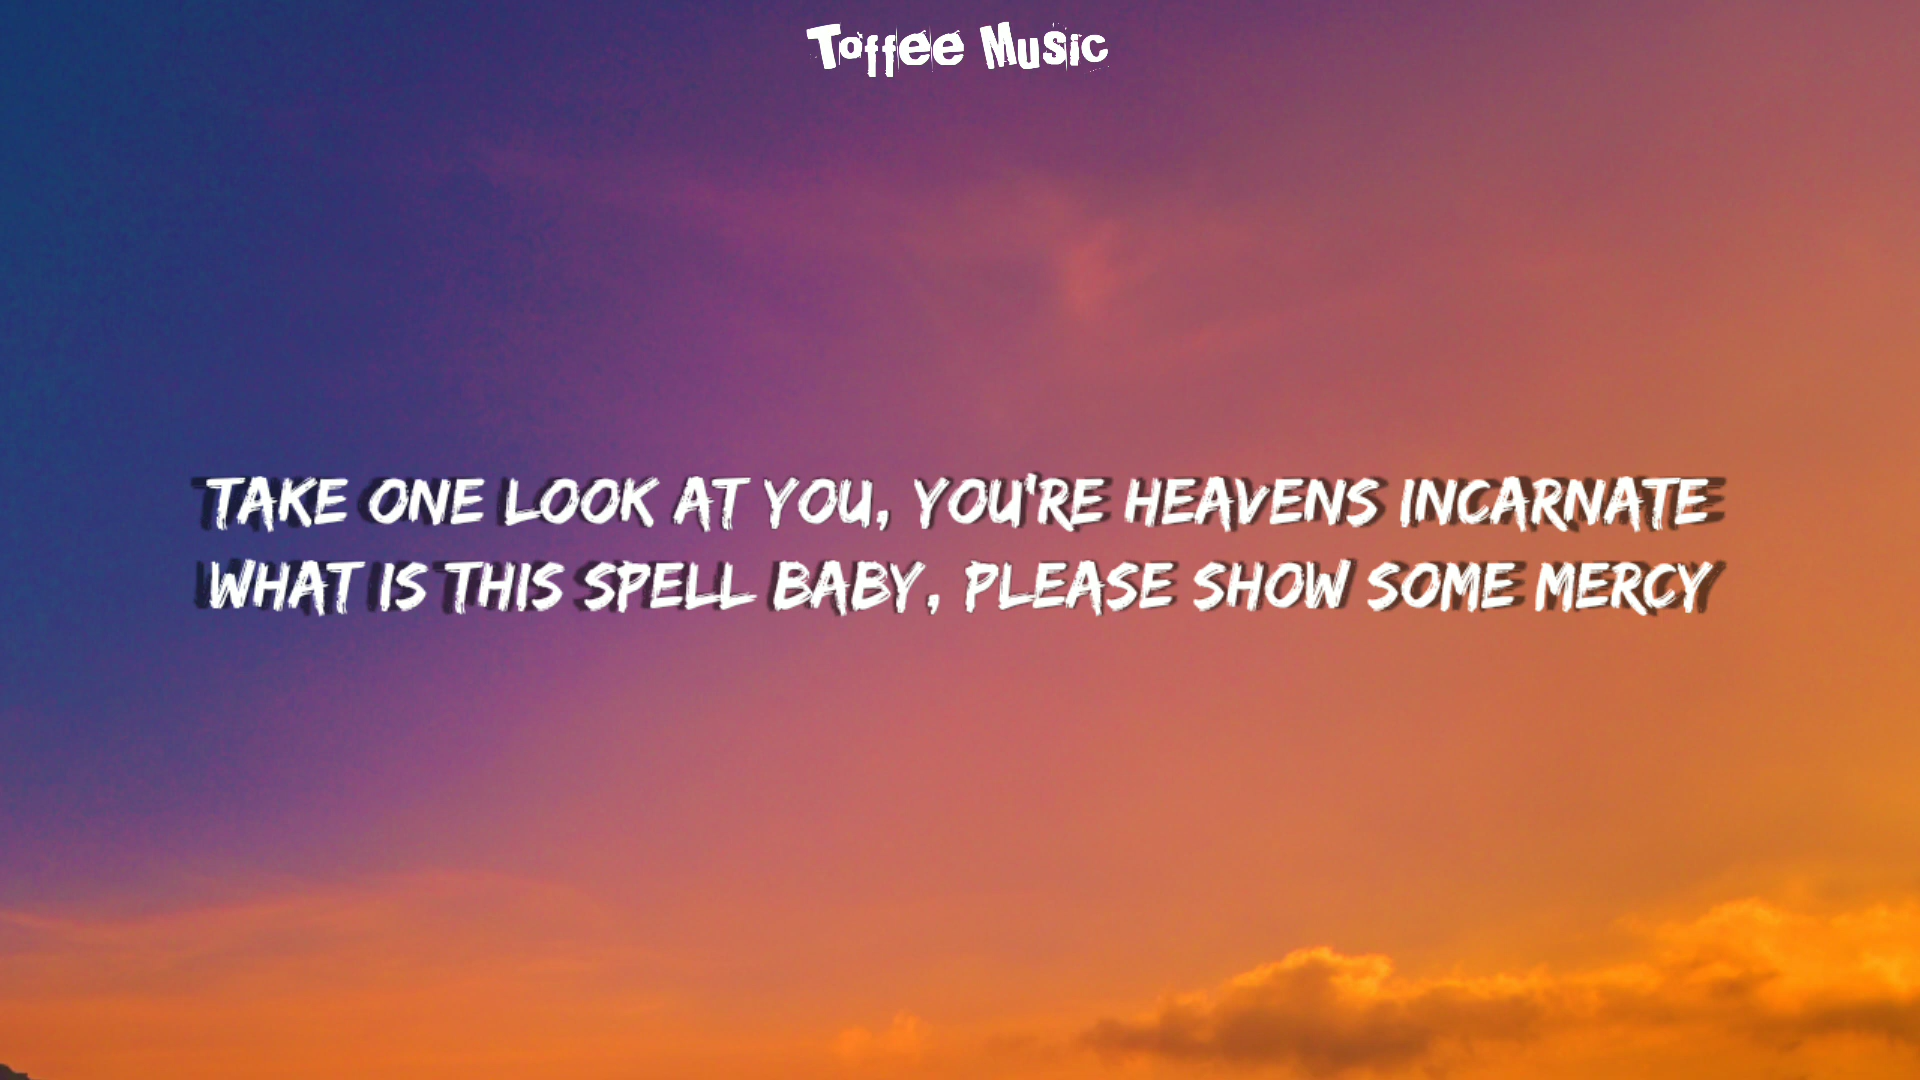 Toffee Music
TAKE ONE LOOK AT YOU, YOU'RE HEAVENS INCARNATE
WHAT IS THIS SPELL BABY, PLEASE SHOW SOME MERCY